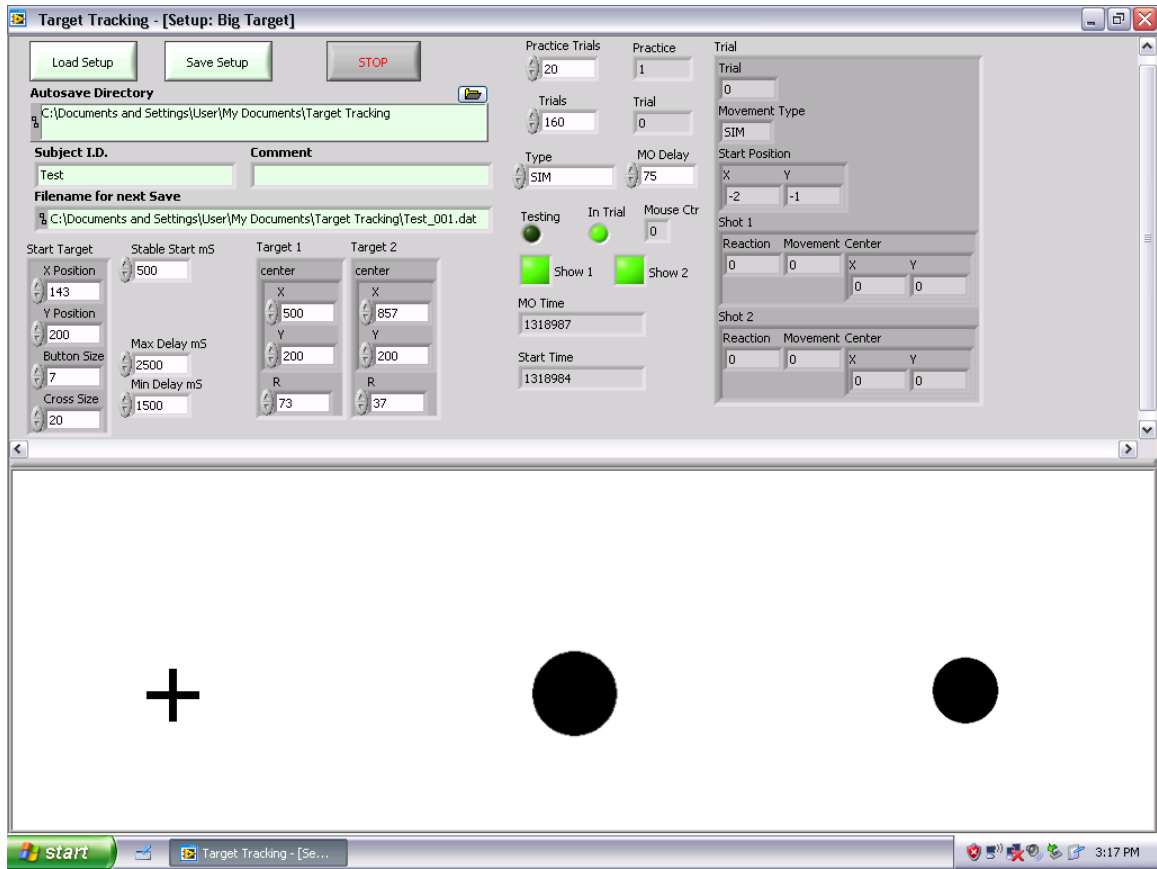 Target Tracking - [Setup: Big Target]
Load Setup Save Setup STOP
Autosave Directory
C:\Documents and Settings\User\My Documents\Target Tracking
Subject I.D. Comment
Test
Filename for next Save
C:\Documents and Settings\User\My Documents\Target Tracking\Test_001.dat
Start Target
X Position
143
Y Position
200
Button Size
7
Cross Size
20
Stable Start mS
500
Max Delay mS
2500
Min Delay mS
1500
Target 1
center
X
500
Y
200
R
73
Target 2
center
X
857
Y
200
R
37
Practice Trials Practice
20 1
Trials Trial
160 0
Type MO Delay
SIM 75
Testing In Trial Mouse Ctr
0
Show 1 Show 2
MO Time
1318987
Start Time
1318984
Trial
Trial
0
Movement Type
SIM
Start Position
X Y
-2 -1
Shot 1
Reaction Movement Center
0 0 X Y
0 0
Shot 2
Reaction Movement Center
0 0 X Y
0 0
start Target Tracking - [Se... 3:17 PM